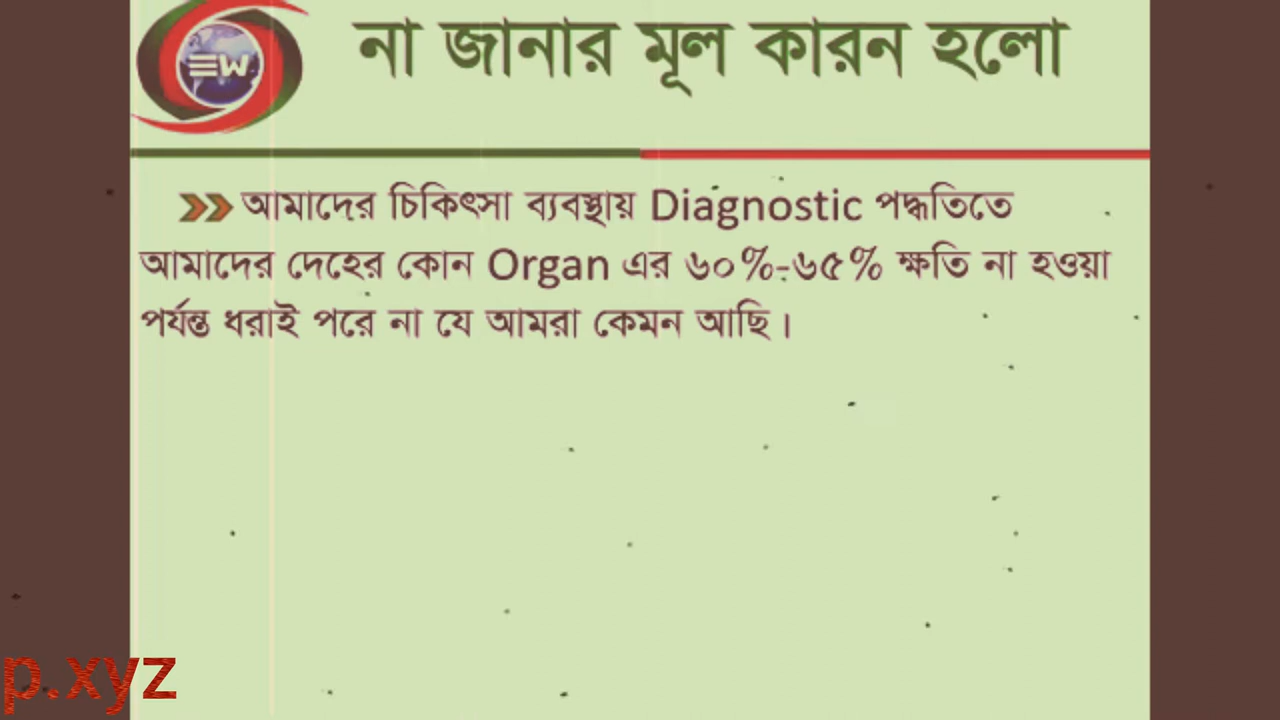 না জানার মূল কারন হলো
EW
আমাদের চিকিৎসা ব্যবস্থায় Diagnostic পদ্ধতিতে
আমাদের দেহের কোন Organ এর ৬০%-৬৫% ক্ষতি না হওয়া
পর্যন্ত ধরাই পরে না যে আমরা কেমন আছি।
p.xyz